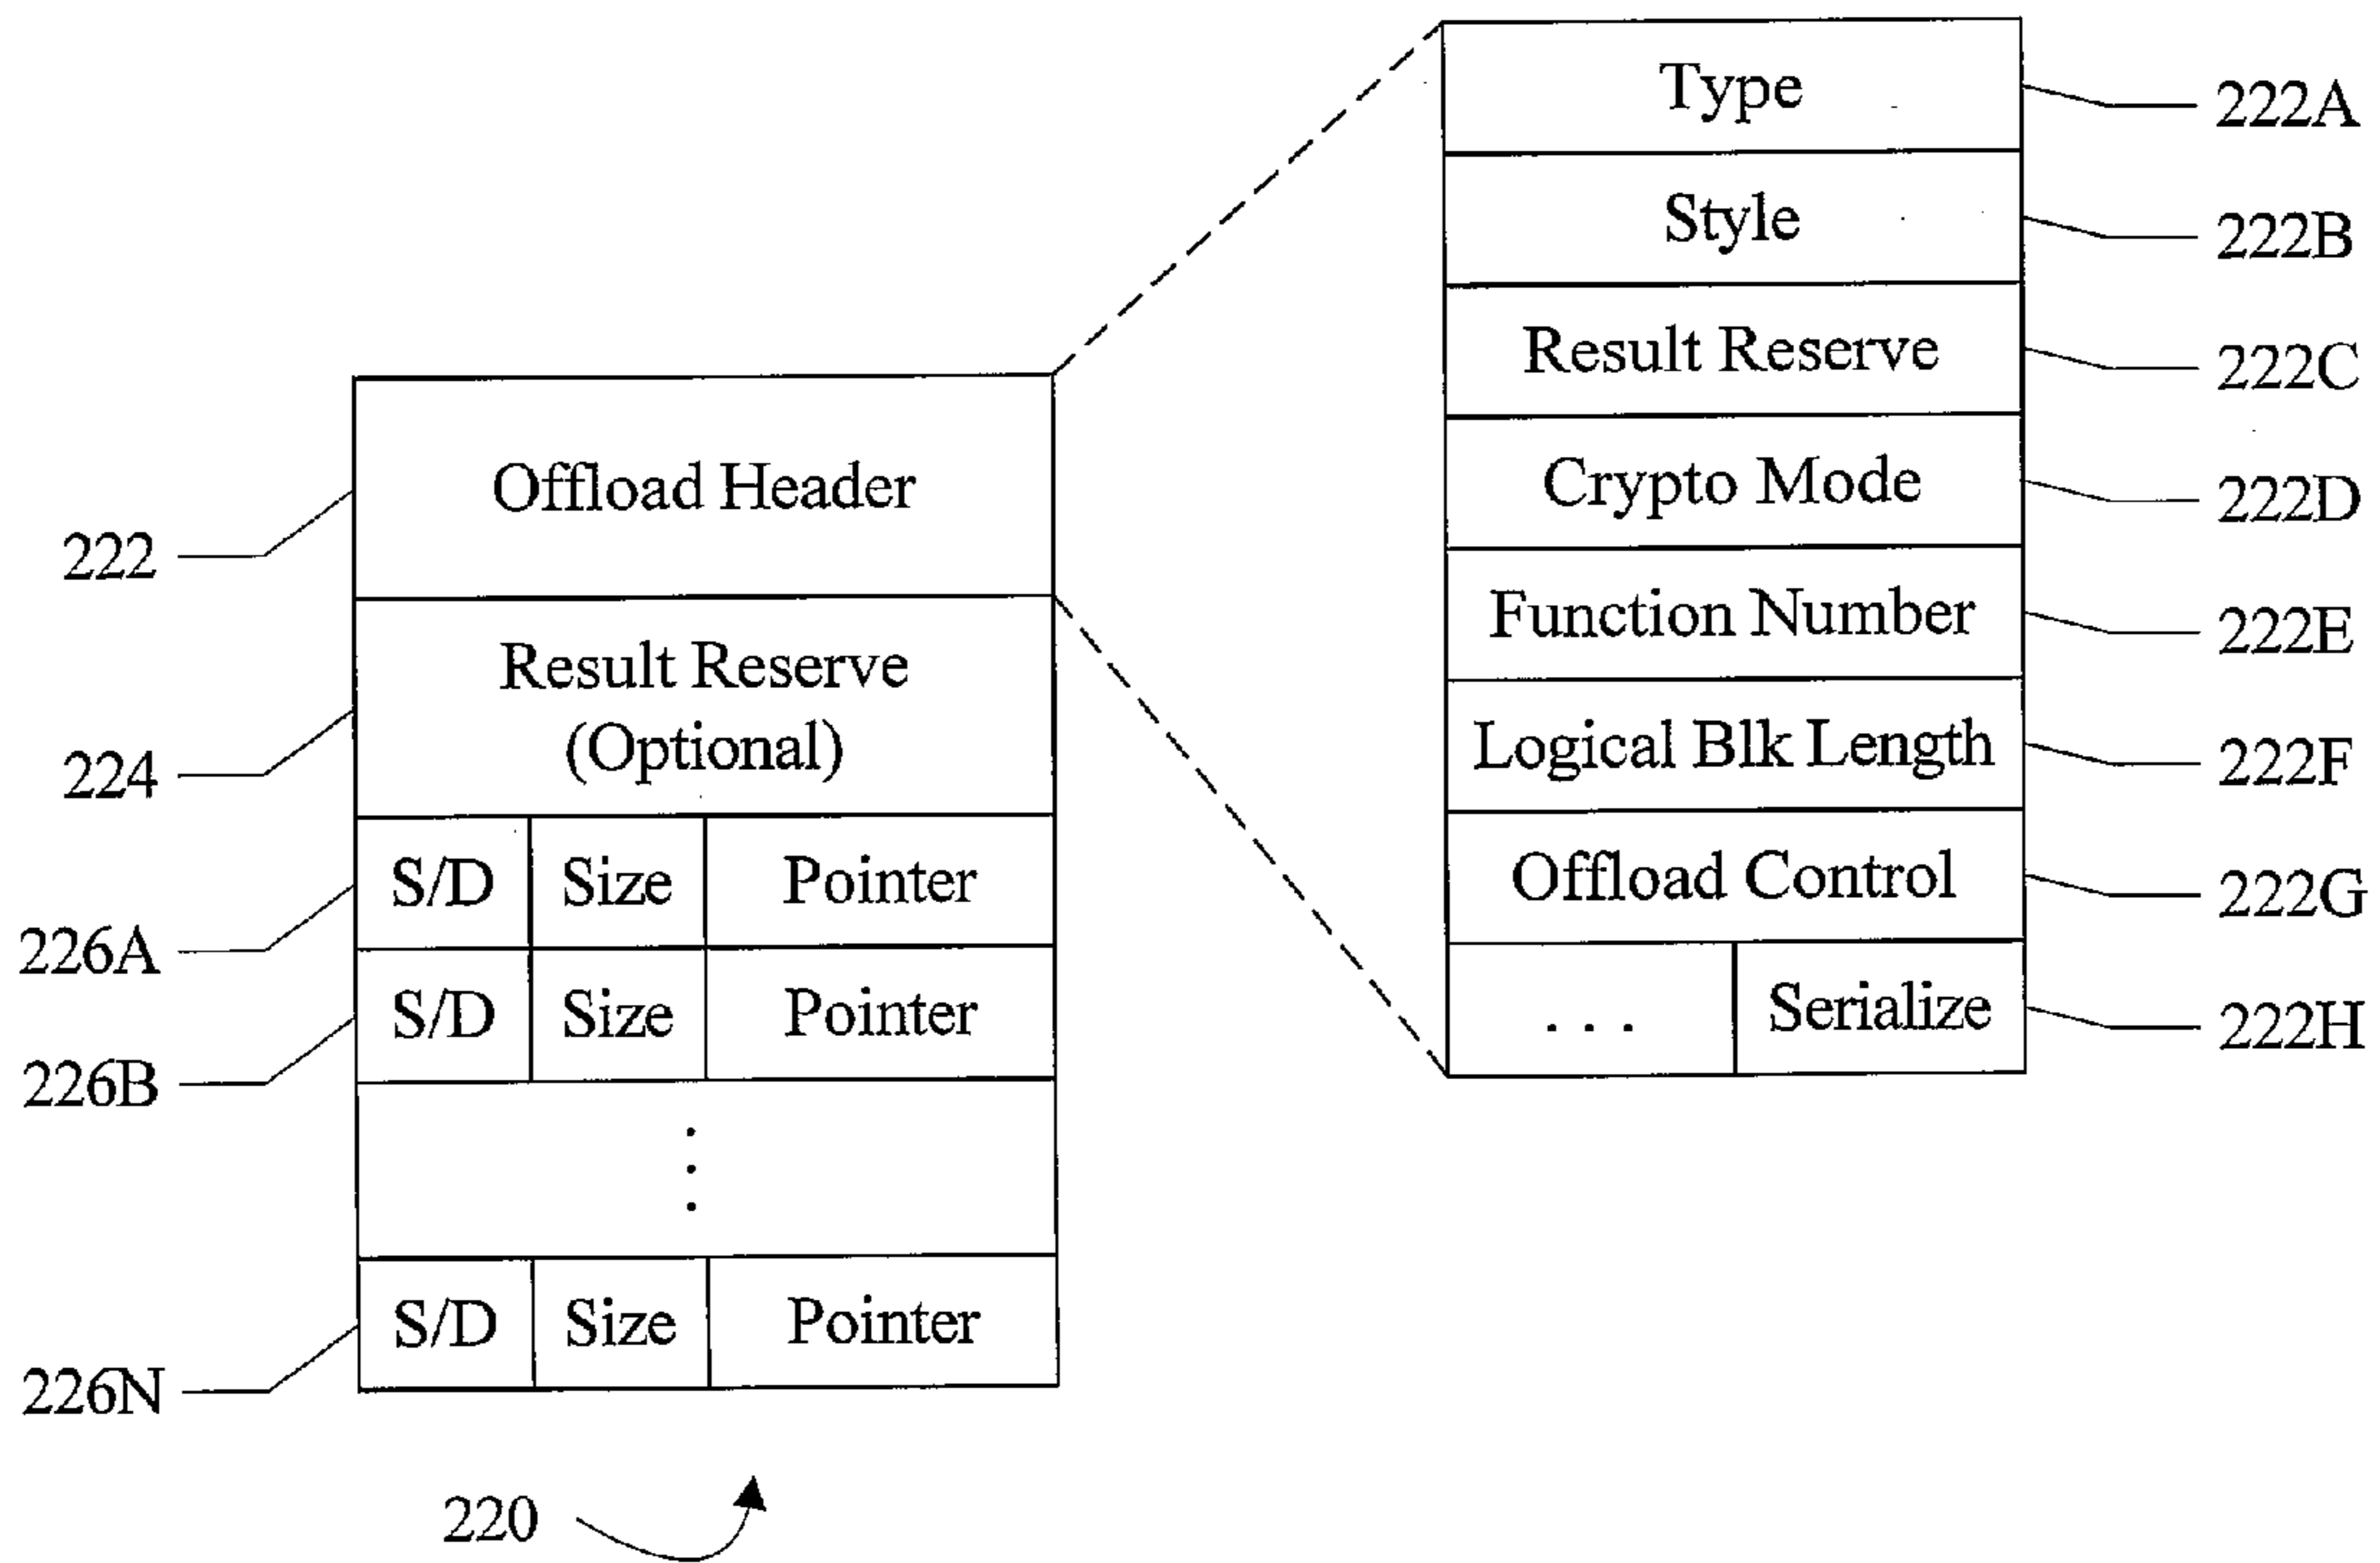 Offload Header
222
Result Reserve
(Optional)
224
S/D Size Pointer
226A
S/D Size Pointer
226B
⋮
S/D Size Pointer
226N
220
Type
222A
Style
222B
Result Reserve
222C
Crypto Mode
222D
Function Number
222E
Logical Blk Length
222F
Offload Control
222G
... Serialize
222H